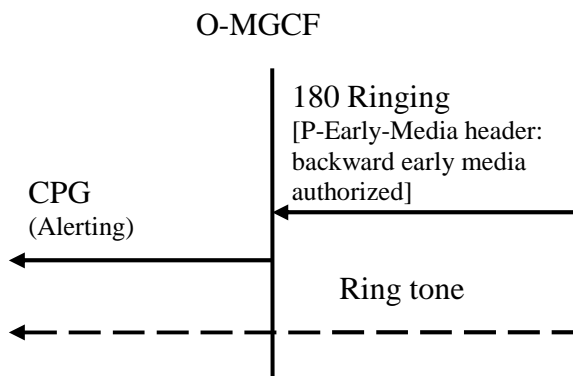 O-MGCF
180 Ringing
[P-Early-Media header:
backward early media
authorized]
CPG
(Alerting)
Ring tone